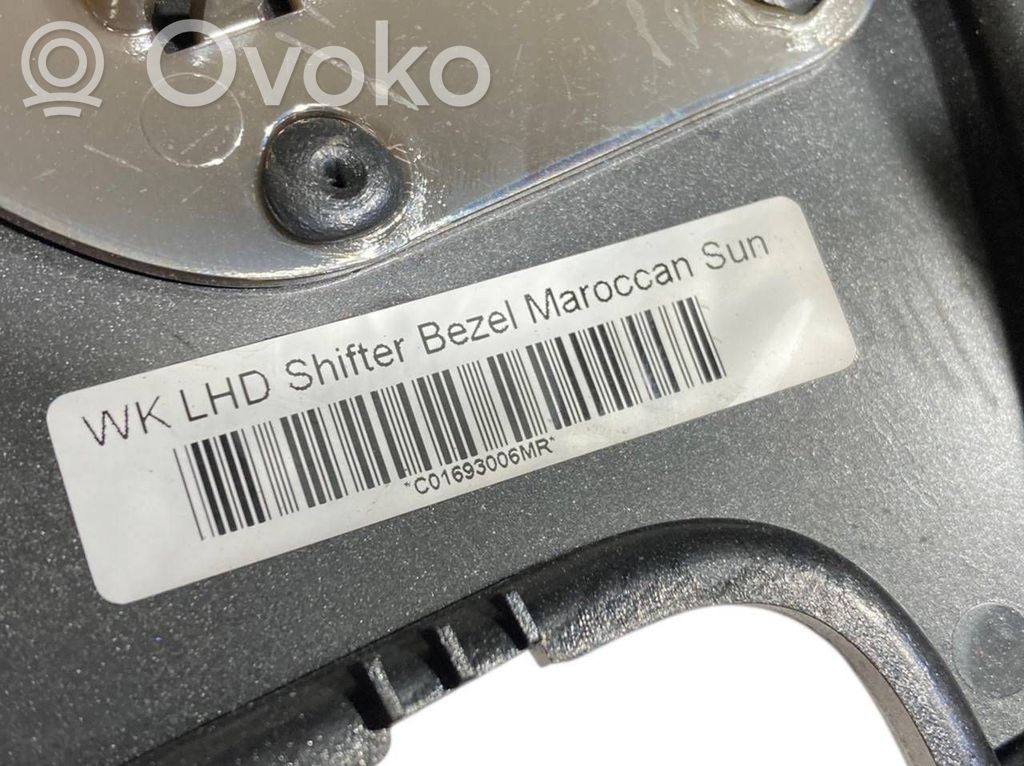 Ovoko
WK LHD Shifter Bezel Maroccan Sun
*C01693006MR*